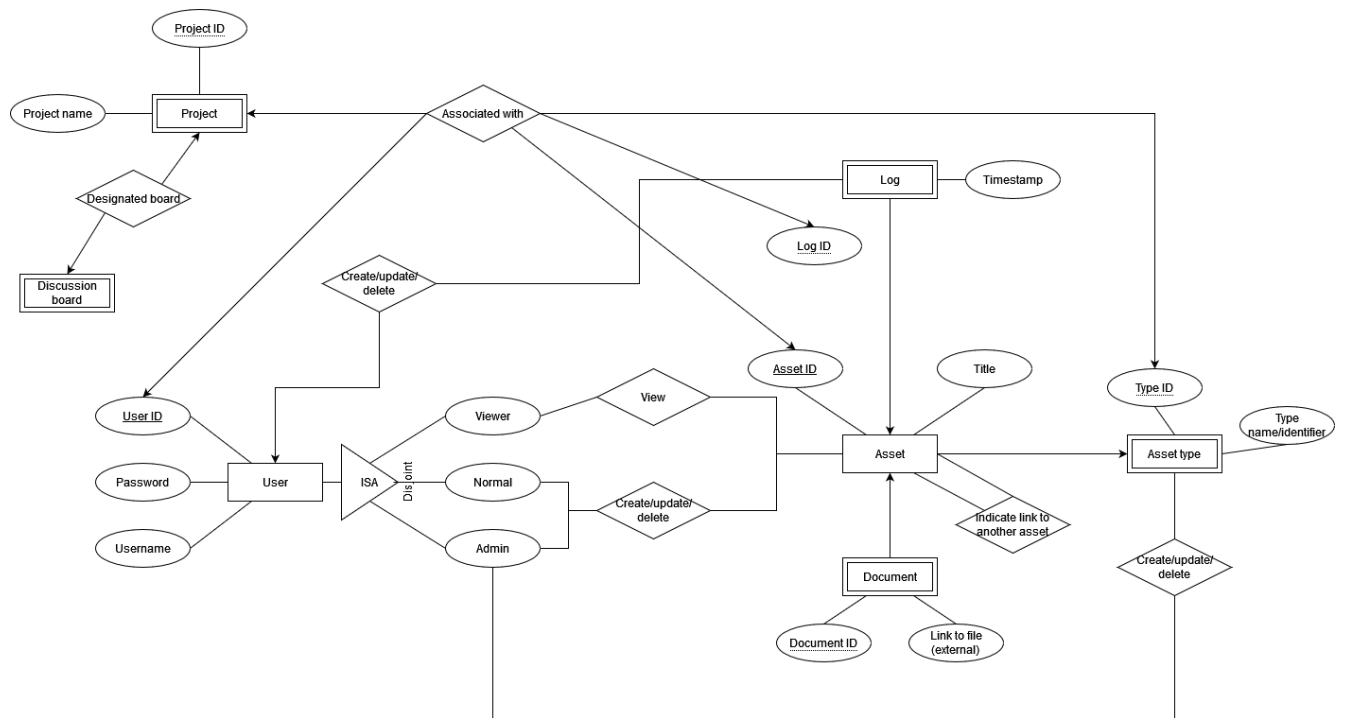 Project ID
Project name
Project
Associated with
Log
Timestamp
Designated board
Log ID
Discussion
board
Create/update/
delete
Asset ID
Title
Type ID
User ID
Viewer
View
Type
name/identifier
Asset
Asset type
Password
User
ISA
Disjoint
Normal
Create/update/
delete
Indicate link to
another asset
Username
Admin
Document
Create/update/
delete
Document ID
Link to file
(external)